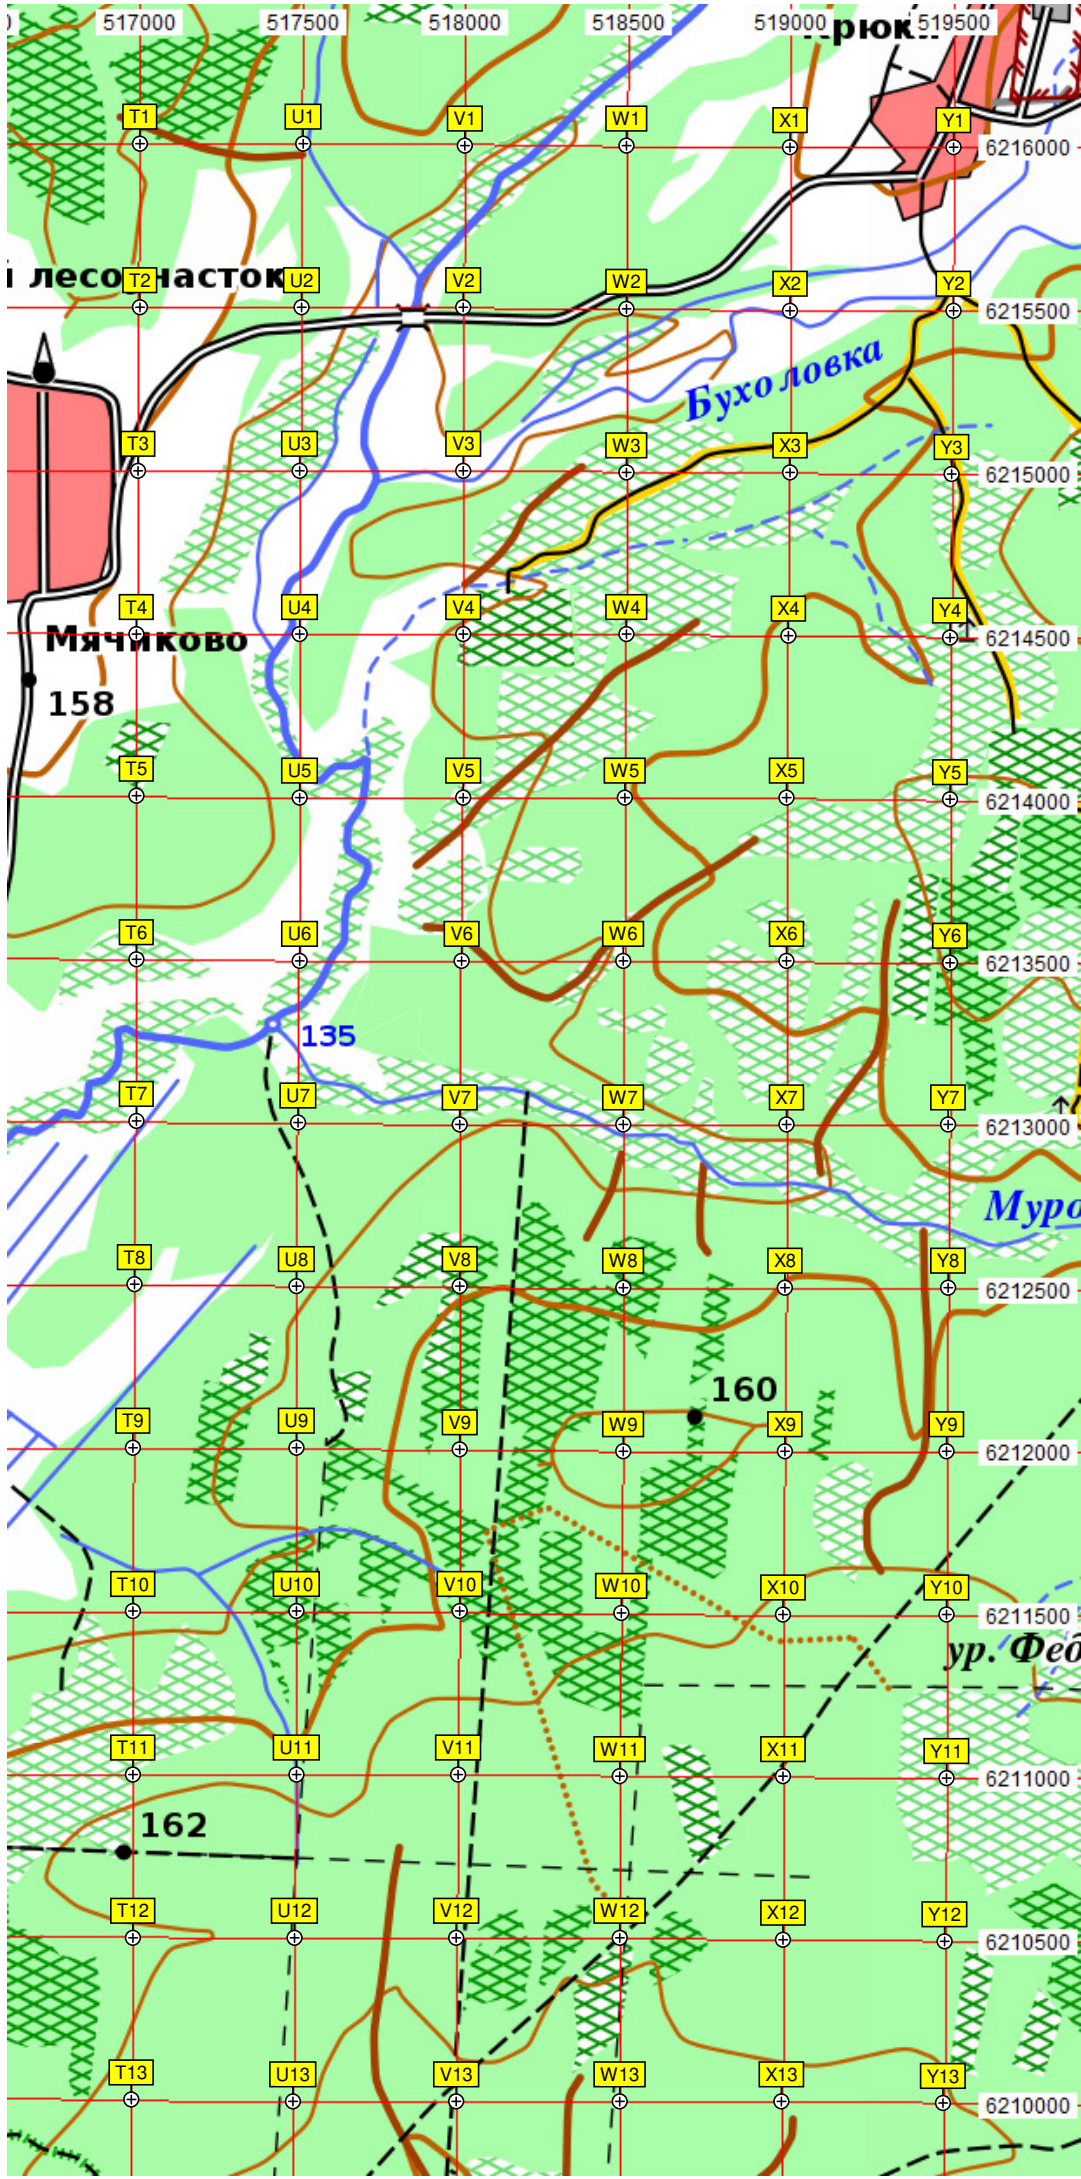 517000 517500 518000 518500 519000 519500
T1 U1 V1 W1 X1 Y1
6216000
T2 U2 V2 W2 X2 Y2
6215500
Бухоловка
T3 U3 V3 W3 X3 Y3
6215000
T4 U4 V4 W4 X4 Y4
6214500
Мячиково
158
T5 U5 V5 W5 X5 Y5
6214000
T6 U6 V6 W6 X6 Y6
6213500
135
T7 U7 V7 W7 X7 Y7
6213000
Муро
T8 U8 V8 W8 X8 Y8
6212500
160
T9 U9 V9 W9 X9 Y9
6212000
T10 U10 V10 W10 X10 Y10
6211500
ур. Фед
T11 U11 V11 W11 X11 Y11
6211000
162
T12 U12 V12 W12 X12 Y12
6210500
T13 U13 V13 W13 X13 Y13
6210000